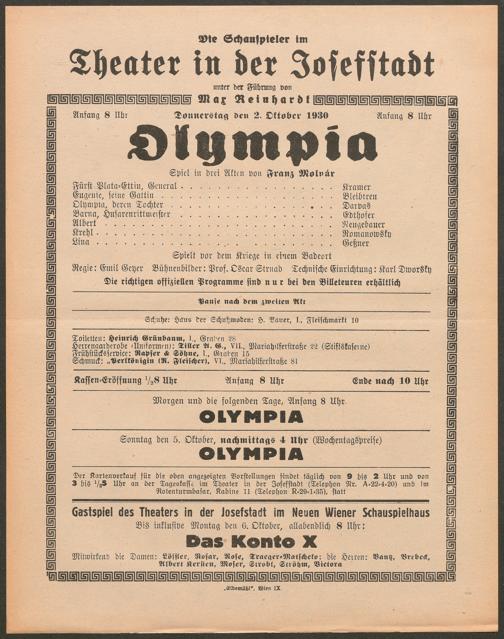 Die Schauspieler im
Theater in der Josefstadt
unter der Führung von
Max Reinhardt
Anfang 8 Uhr Donnerstag den 2. Oktober 1930 Anfang 8 Uhr
Olympia
Spiel in drei Akten von Franz Molnár
Fürst Plata-Ettin, General . . . Kramer
Eugenie, seine Gattin . . . Bleibtreu
Olympia, deren Tochter . . . Darvas
Barna, Husarenrittmeister . . . Edthofer
Albert . . . Neugebauer
Krehl . . . Romanowsky
Lina . . . Geßner
Spielt vor dem Kriege in einem Badeort
Regie: Emil Geyer Bühnenbilder: Prof. Oscar Strnad Technische Einrichtung: Karl Dworsky
Die richtigen offiziellen Programme sind nur bei den Billeteuren erhältlich
Pause nach dem zweiten Akt
Schuhe: Haus der Schuhmoden: H. Bauer, I., Fleischmarkt 10
Toiletten: Heinrich Grünbaum, I., Graben 26
Herrengarderobe (Uniformen): Tiller A. G., VII., Mariahilferstraße 22 (Stiftskaserne)
Frühstückservice: Rasper & Söhne, I., Graben 15
Schmuck: „Perlkönigin (R. Fleischer), VI., Mariahilferstraße 81
Kassen-Eröffnung ½8 Uhr Anfang 8 Uhr Ende nach 10 Uhr
Morgen und die folgenden Tage, Anfang 8 Uhr.
OLYMPIA
Sonntag den 5. Oktober, nachmittags 4 Uhr (Wochentagspreise)
OLYMPIA
Der Kartenverkauf für die oben angezeigten Vorstellungen findet täglich von 9 bis 2 Uhr und von
3 bis ½8 Uhr an der Tageskasse im Theater in der Josefstadt (Telephon Nr. A-22-4-20) und im
Rotenturmbasar, Kabine 11 (Telephon R-29-1-35), statt
Gastspiel des Theaters in der Josefstadt im Neuen Wiener Schauspielhaus
Bis inklusive Montag den 6. Oktober, allabendlich 8 Uhr:
Das Konto X
Mitwirkend die Damen: Löffler, Rosar, Rose, Traeger-Matscheko; die Herren:
Albert Kersten, Moser, Strobl, Ströhm, Victora
„Elbemühl“, Wien IX.